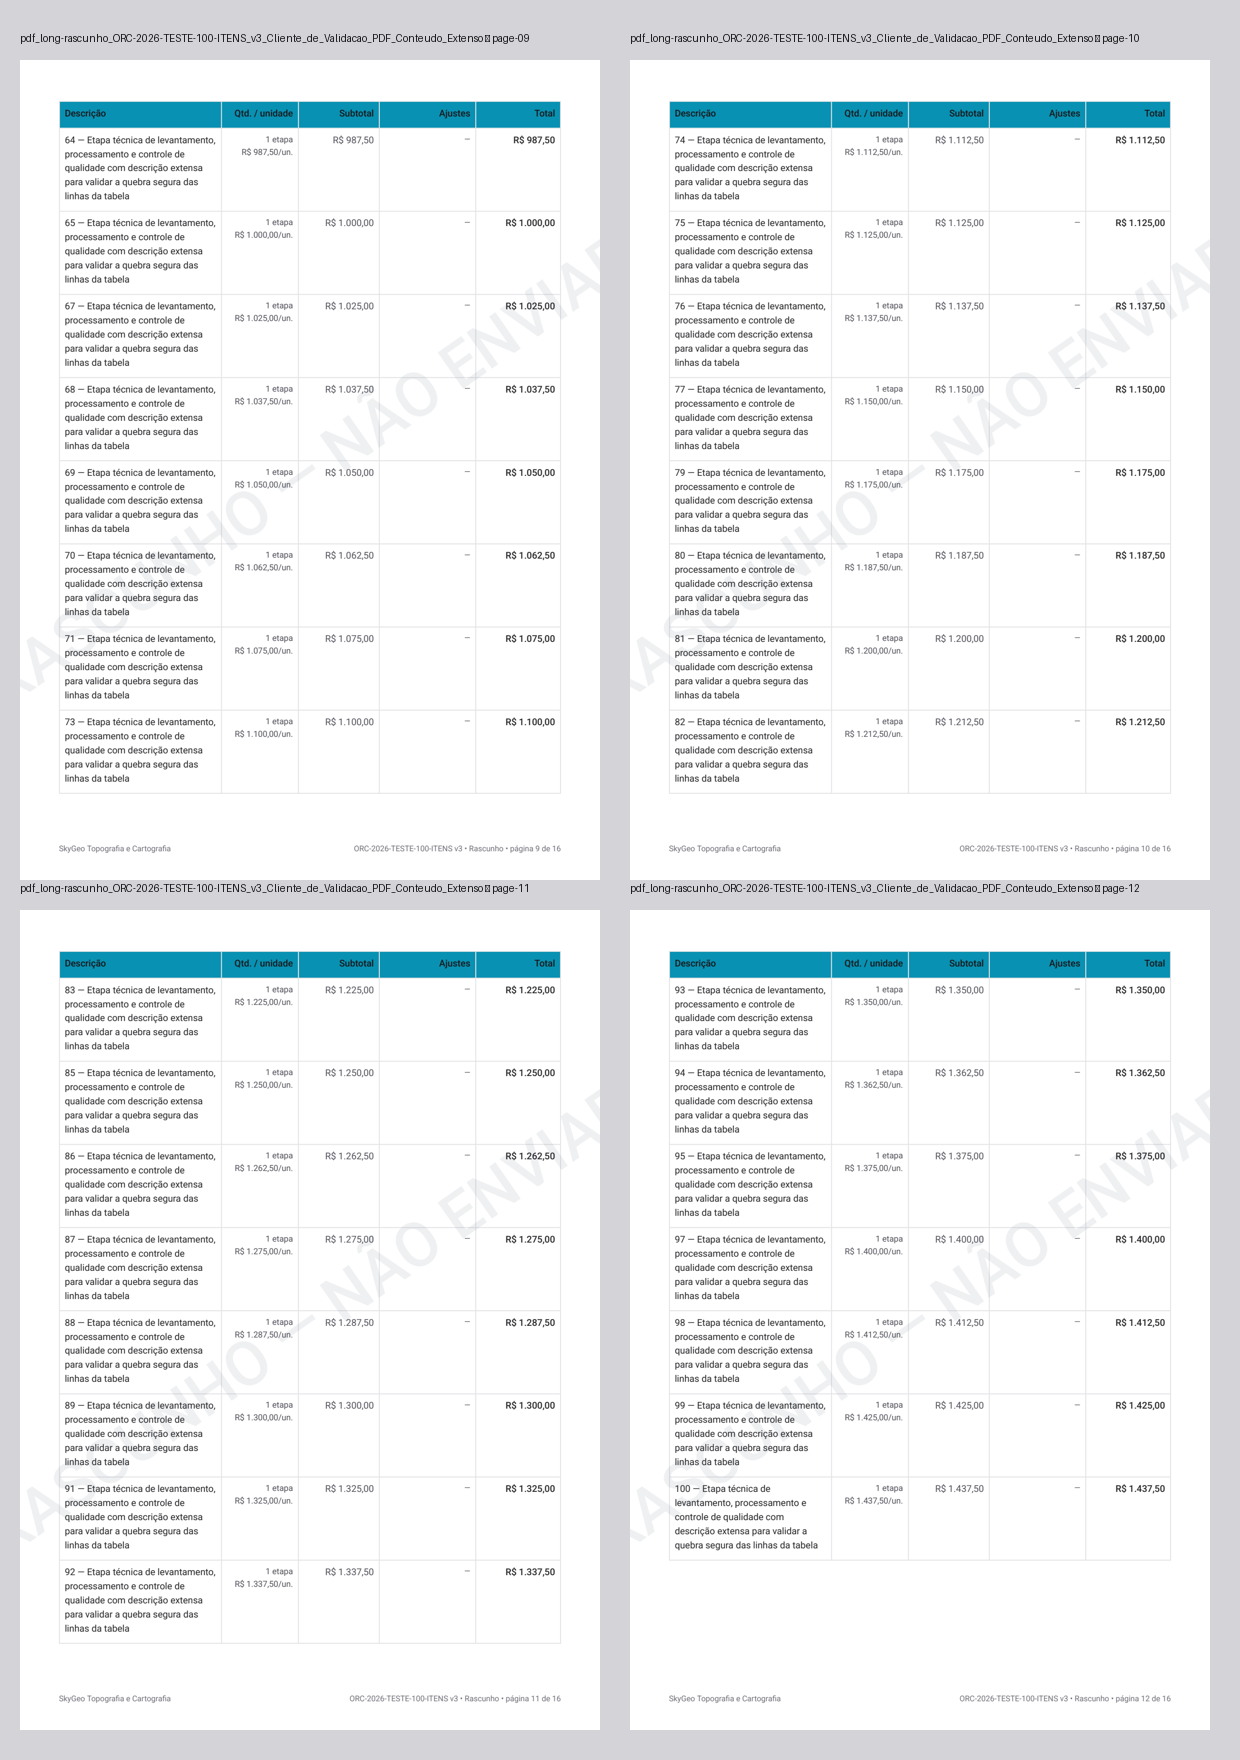 pdf_long-rascunho_ORC-2026-TESTE-100-ITENS_v3_Cliente_de_Validacao_PDF_Conteudo_Extenso page-09
Descrição Qtd. / unidade Subtotal Ajustes Total
64 — Etapa técnica de levantamento, 1 etapa R$ 987,50 — R$ 987,50
processamento e controle de R$ 987,50/un.
qualidade com descrição extensa
para validar a quebra segura das
linhas da tabela
65 — Etapa técnica de levantamento, 1 etapa R$ 1.000,00 — R$ 1.000,00
processamento e controle de R$ 1.000,00/un.
qualidade com descrição extensa
para validar a quebra segura das
linhas da tabela
67 — Etapa técnica de levantamento, 1 etapa R$ 1.025,00 — R$ 1.025,00
processamento e controle de R$ 1.025,00/un.
qualidade com descrição extensa
para validar a quebra segura das
linhas da tabela
68 — Etapa técnica de levantamento, 1 etapa R$ 1.037,50 — R$ 1.037,50
processamento e controle de R$ 1.037,50/un.
qualidade com descrição extensa
para validar a quebra segura das
linhas da tabela
69 — Etapa técnica de levantamento, 1 etapa R$ 1.050,00 — R$ 1.050,00
processamento e controle de R$ 1.050,00/un.
qualidade com descrição extensa
para validar a quebra segura das
linhas da tabela
70 — Etapa técnica de levantamento, 1 etapa R$ 1.062,50 — R$ 1.062,50
processamento e controle de R$ 1.062,50/un.
qualidade com descrição extensa
para validar a quebra segura das
linhas da tabela
71 — Etapa técnica de levantamento, 1 etapa R$ 1.075,00 — R$ 1.075,00
processamento e controle de R$ 1.075,00/un.
qualidade com descrição extensa
para validar a quebra segura das
linhas da tabela
73 — Etapa técnica de levantamento, 1 etapa R$ 1.100,00 — R$ 1.100,00
processamento e controle de R$ 1.100,00/un.
qualidade com descrição extensa
para validar a quebra segura das
linhas da tabela
RASCUNHO — NÃO ENVIAR
SkyGeo Topografia e Cartografia ORC-2026-TESTE-100-ITENS v3 • Rascunho • página 9 de 16
pdf_long-rascunho_ORC-2026-TESTE-100-ITENS_v3_Cliente_de_Validacao_PDF_Conteudo_Extenso page-10
Descrição Qtd. / unidade Subtotal Ajustes Total
74 — Etapa técnica de levantamento, 1 etapa R$ 1.112,50 — R$ 1.112,50
processamento e controle de R$ 1.112,50/un.
qualidade com descrição extensa
para validar a quebra segura das
linhas da tabela
75 — Etapa técnica de levantamento, 1 etapa R$ 1.125,00 — R$ 1.125,00
processamento e controle de R$ 1.125,00/un.
qualidade com descrição extensa
para validar a quebra segura das
linhas da tabela
76 — Etapa técnica de levantamento, 1 etapa R$ 1.137,50 — R$ 1.137,50
processamento e controle de R$ 1.137,50/un.
qualidade com descrição extensa
para validar a quebra segura das
linhas da tabela
77 — Etapa técnica de levantamento, 1 etapa R$ 1.150,00 — R$ 1.150,00
processamento e controle de R$ 1.150,00/un.
qualidade com descrição extensa
para validar a quebra segura das
linhas da tabela
79 — Etapa técnica de levantamento, 1 etapa R$ 1.175,00 — R$ 1.175,00
processamento e controle de R$ 1.175,00/un.
qualidade com descrição extensa
para validar a quebra segura das
linhas da tabela
80 — Etapa técnica de levantamento, 1 etapa R$ 1.187,50 — R$ 1.187,50
processamento e controle de R$ 1.187,50/un.
qualidade com descrição extensa
para validar a quebra segura das
linhas da tabela
81 — Etapa técnica de levantamento, 1 etapa R$ 1.200,00 — R$ 1.200,00
processamento e controle de R$ 1.200,00/un.
qualidade com descrição extensa
para validar a quebra segura das
linhas da tabela
82 — Etapa técnica de levantamento, 1 etapa R$ 1.212,50 — R$ 1.212,50
processamento e controle de R$ 1.212,50/un.
qualidade com descrição extensa
para validar a quebra segura das
linhas da tabela
RASCUNHO — NÃO ENVIAR
SkyGeo Topografia e Cartografia ORC-2026-TESTE-100-ITENS v3 • Rascunho • página 10 de 16
pdf_long-rascunho_ORC-2026-TESTE-100-ITENS_v3_Cliente_de_Validacao_PDF_Conteudo_Extenso page-11
Descrição Qtd. / unidade Subtotal Ajustes Total
83 — Etapa técnica de levantamento, 1 etapa R$ 1.225,00 — R$ 1.225,00
processamento e controle de R$ 1.225,00/un.
qualidade com descrição extensa
para validar a quebra segura das
linhas da tabela
85 — Etapa técnica de levantamento, 1 etapa R$ 1.250,00 — R$ 1.250,00
processamento e controle de R$ 1.250,00/un.
qualidade com descrição extensa
para validar a quebra segura das
linhas da tabela
86 — Etapa técnica de levantamento, 1 etapa R$ 1.262,50 — R$ 1.262,50
processamento e controle de R$ 1.262,50/un.
qualidade com descrição extensa
para validar a quebra segura das
linhas da tabela
87 — Etapa técnica de levantamento, 1 etapa R$ 1.275,00 — R$ 1.275,00
processamento e controle de R$ 1.275,00/un.
qualidade com descrição extensa
para validar a quebra segura das
linhas da tabela
88 — Etapa técnica de levantamento, 1 etapa R$ 1.287,50 — R$ 1.287,50
processamento e controle de R$ 1.287,50/un.
qualidade com descrição extensa
para validar a quebra segura das
linhas da tabela
89 — Etapa técnica de levantamento, 1 etapa R$ 1.300,00 — R$ 1.300,00
processamento e controle de R$ 1.300,00/un.
qualidade com descrição extensa
para validar a quebra segura das
linhas da tabela
91 — Etapa técnica de levantamento, 1 etapa R$ 1.325,00 — R$ 1.325,00
processamento e controle de R$ 1.325,00/un.
qualidade com descrição extensa
para validar a quebra segura das
linhas da tabela
92 — Etapa técnica de levantamento, 1 etapa R$ 1.337,50 — R$ 1.337,50
processamento e controle de R$ 1.337,50/un.
qualidade com descrição extensa
para validar a quebra segura das
linhas da tabela
RASCUNHO — NÃO ENVIAR
SkyGeo Topografia e Cartografia ORC-2026-TESTE-100-ITENS v3 • Rascunho • página 11 de 16
pdf_long-rascunho_ORC-2026-TESTE-100-ITENS_v3_Cliente_de_Validacao_PDF_Conteudo_Extenso page-12
Descrição Qtd. / unidade Subtotal Ajustes Total
93 — Etapa técnica de levantamento, 1 etapa R$ 1.350,00 — R$ 1.350,00
processamento e controle de R$ 1.350,00/un.
qualidade com descrição extensa
para validar a quebra segura das
linhas da tabela
94 — Etapa técnica de levantamento, 1 etapa R$ 1.362,50 — R$ 1.362,50
processamento e controle de R$ 1.362,50/un.
qualidade com descrição extensa
para validar a quebra segura das
linhas da tabela
95 — Etapa técnica de levantamento, 1 etapa R$ 1.375,00 — R$ 1.375,00
processamento e controle de R$ 1.375,00/un.
qualidade com descrição extensa
para validar a quebra segura das
linhas da tabela
97 — Etapa técnica de levantamento, 1 etapa R$ 1.400,00 — R$ 1.400,00
processamento e controle de R$ 1.400,00/un.
qualidade com descrição extensa
para validar a quebra segura das
linhas da tabela
98 — Etapa técnica de levantamento, 1 etapa R$ 1.412,50 — R$ 1.412,50
processamento e controle de R$ 1.412,50/un.
qualidade com descrição extensa
para validar a quebra segura das
linhas da tabela
99 — Etapa técnica de levantamento, 1 etapa R$ 1.425,00 — R$ 1.425,00
processamento e controle de R$ 1.425,00/un.
qualidade com descrição extensa
para validar a quebra segura das
linhas da tabela
100 — Etapa técnica de 1 etapa R$ 1.437,50 — R$ 1.437,50
levantamento, processamento e R$ 1.437,50/un.
controle de qualidade com
descrição extensa para validar a
quebra segura das linhas da tabela
RASCUNHO — NÃO ENVIAR
SkyGeo Topografia e Cartografia ORC-2026-TESTE-100-ITENS v3 • Rascunho • página 12 de 16